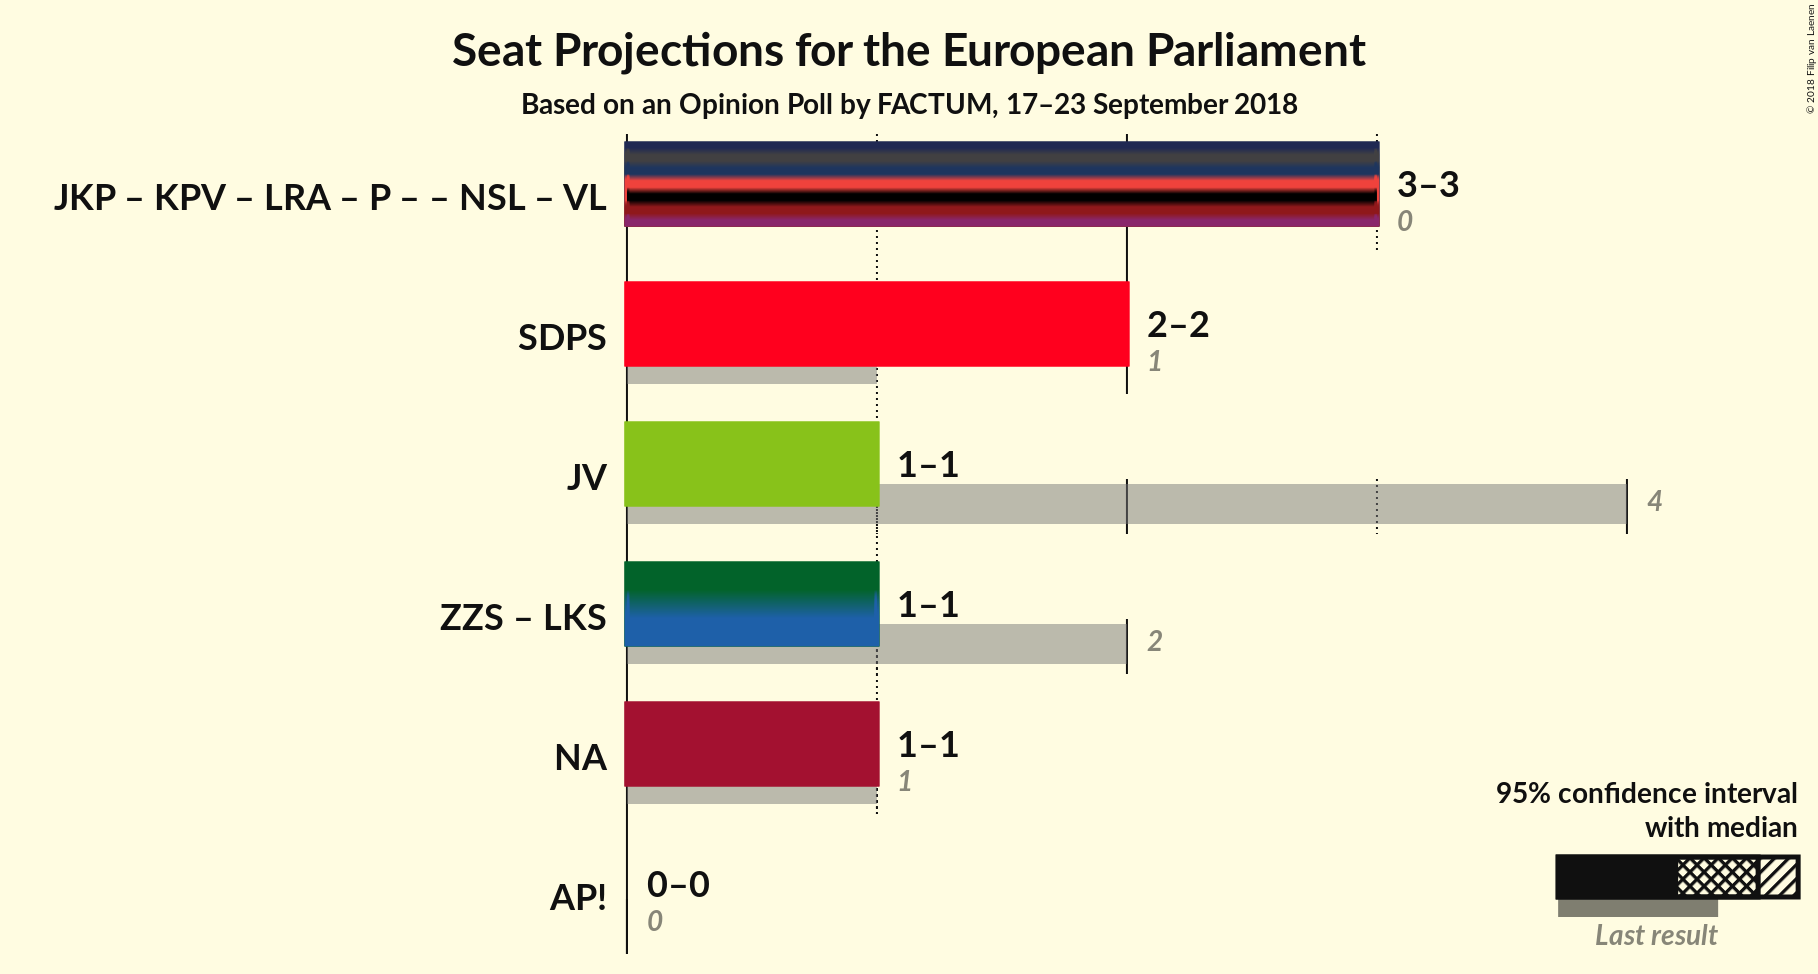 Seat Projections for the European Parliament
Based on an Opinion Poll by FACTUM, 17–23 September 2018
© 2018 Filip van Laenen
JKP – KPV – LRA – P – – NSL – VL
3–3
0
SDPS
2–2
1
JV
1–1
4
ZZS – LKS
1–1
2
NA
1–1
1
AP!
0–0
0
95% confidence interval
with median
Last result